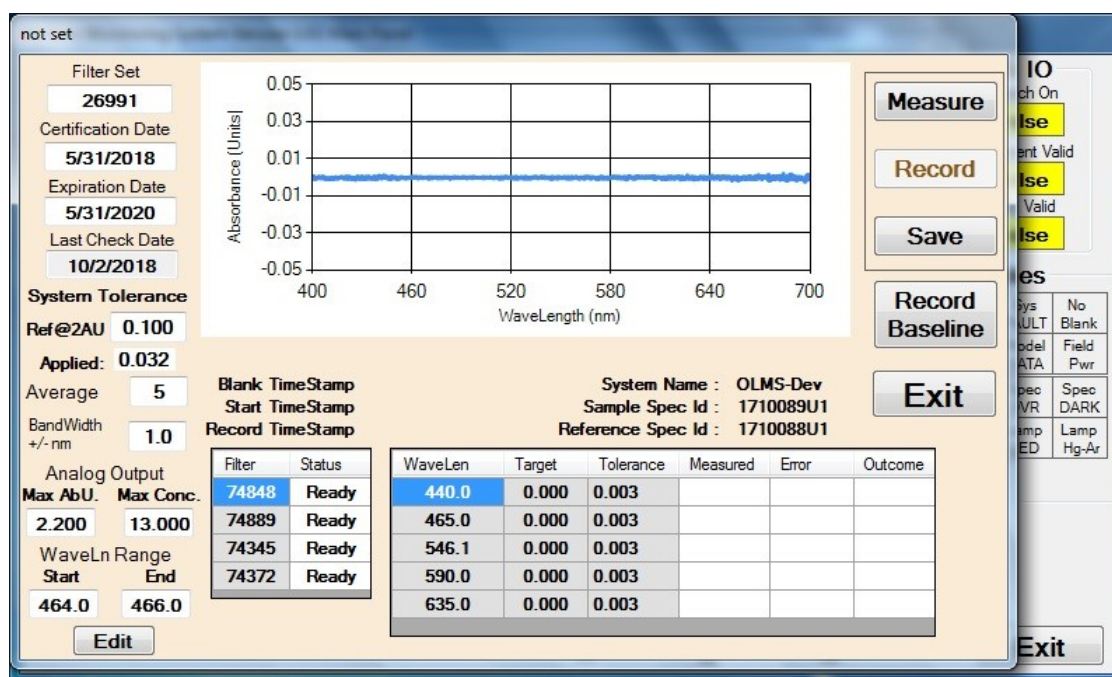 not set
Filter Set
26991
Certification Date
5/31/2018
Expiration Date
5/31/2020
Last Check Date
10/2/2018
System Tolerance
Ref@2AU 0.100
Applied: 0.032
Average 5
BandWidth
+/- nm 1.0
Analog Output
Max AbU. Max Conc.
2.200 13.000
WaveLn Range
Start End
464.0 466.0
Edit
Absorbance (Units)
0.05
0.03
0.01
-0.01
-0.03
-0.05
400 460 520 580 640 700
WaveLength (nm)
Measure
Record
Save
Record
Baseline
Exit
Blank TimeStamp
Start TimeStamp
Record TimeStamp
System Name : OLMS-Dev
Sample Spec Id : 1710089U1
Reference Spec Id : 1710088U1
Filter Status
74848 Ready
74889 Ready
74345 Ready
74372 Ready
WaveLen Target Tolerance Measured Error Outcome
440.0 0.000 0.003
465.0 0.000 0.003
546.1 0.000 0.003
590.0 0.000 0.003
635.0 0.000 0.003
IO
On
Valid
Valid
No
Blank
Field
Pwr
Spec
DARK
Lamp
Hg-Ar
Exit